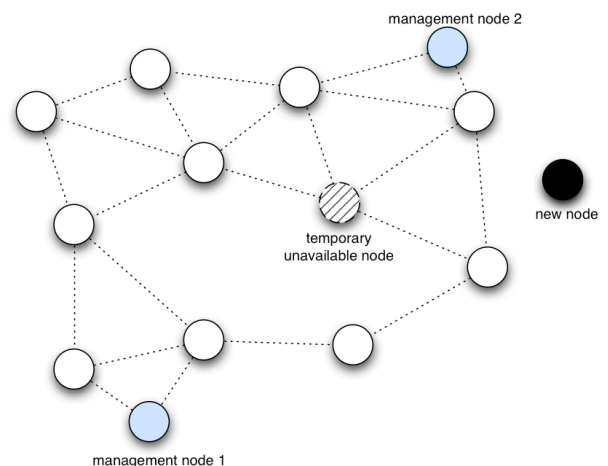 management node 2
new node
temporary
unavailable node
management node 1